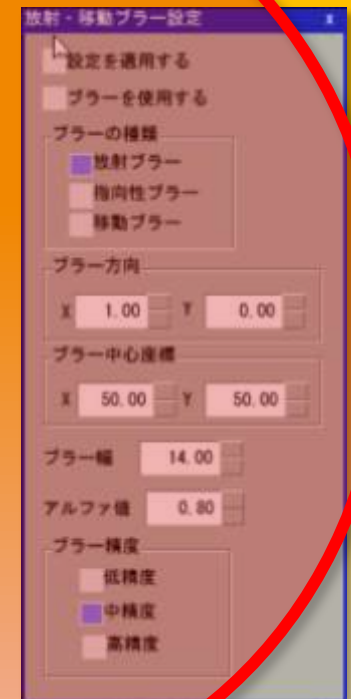 放射・移動ブラー設定 x
設定を適用する
ブラーを使用する
ブラーの種類
放射ブラー
指向性ブラー
移動ブラー
ブラー方向
X 1.00 Y 0.00
ブラー中心座標
X 50.00 Y 50.00
ブラー幅 14.00
アルファ値 0.80
ブラー精度
低精度
中精度
高精度